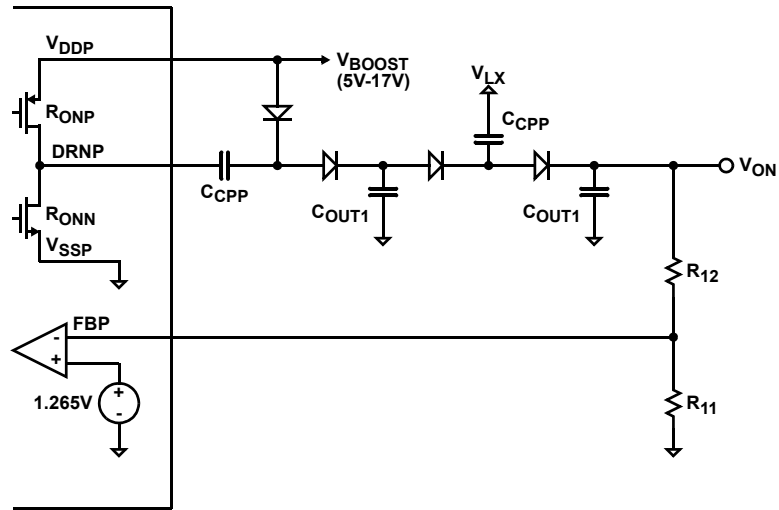 VDDP
VBOOST
(5V-17V)
VLX
RONP
CCPP
DRNP
VON
CCPP
COUT1
COUT1
RONN
VSSP
R12
FBP
-
+
+
-
1.265V
R11